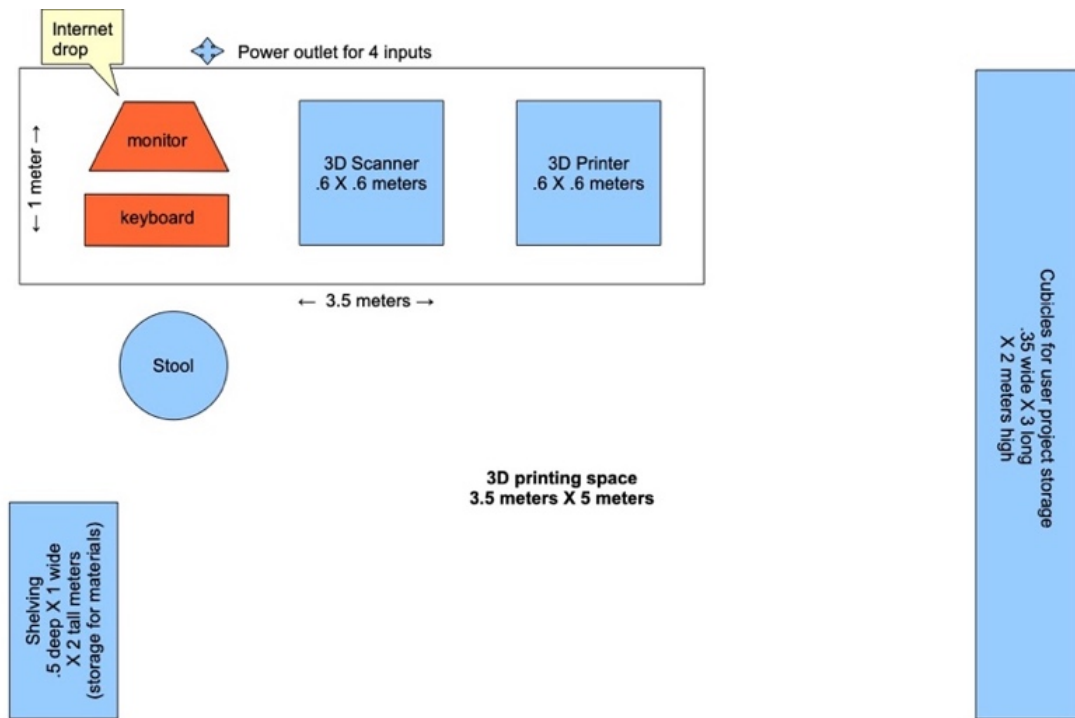 Internet
drop
Power outlet for 4 inputs
← 1 meter →
monitor
keyboard
3D Scanner
.6 X .6 meters
3D Printer
.6 X .6 meters
← 3.5 meters →
Stool
3D printing space
3.5 meters X 5 meters
Shelving
.5 deep X 1 wide
X 2 tall meters
(storage for materials)
Cubicles for user project storage
.35 wide X 3 long
X 2 meters high